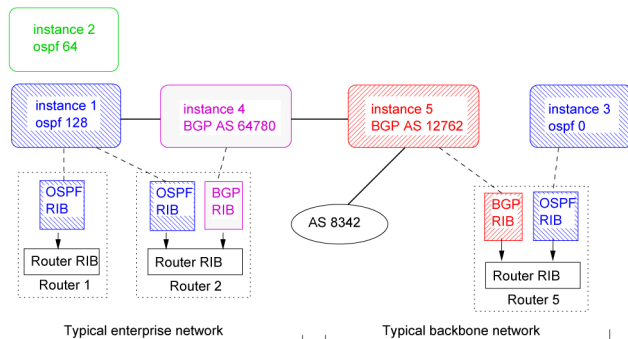 instance 2
ospf 64
instance 1
ospf 128
instance 4
BGP AS 64780
instance 5
BGP AS 12762
instance 3
ospf 0
OSPF
RIB
OSPF
RIB
BGP
RIB
AS 8342
BGP
RIB
OSPF
RIB
Router RIB
Router 1
Router RIB
Router 2
Router RIB
Router 5
Typical enterprise network
Typical backbone network